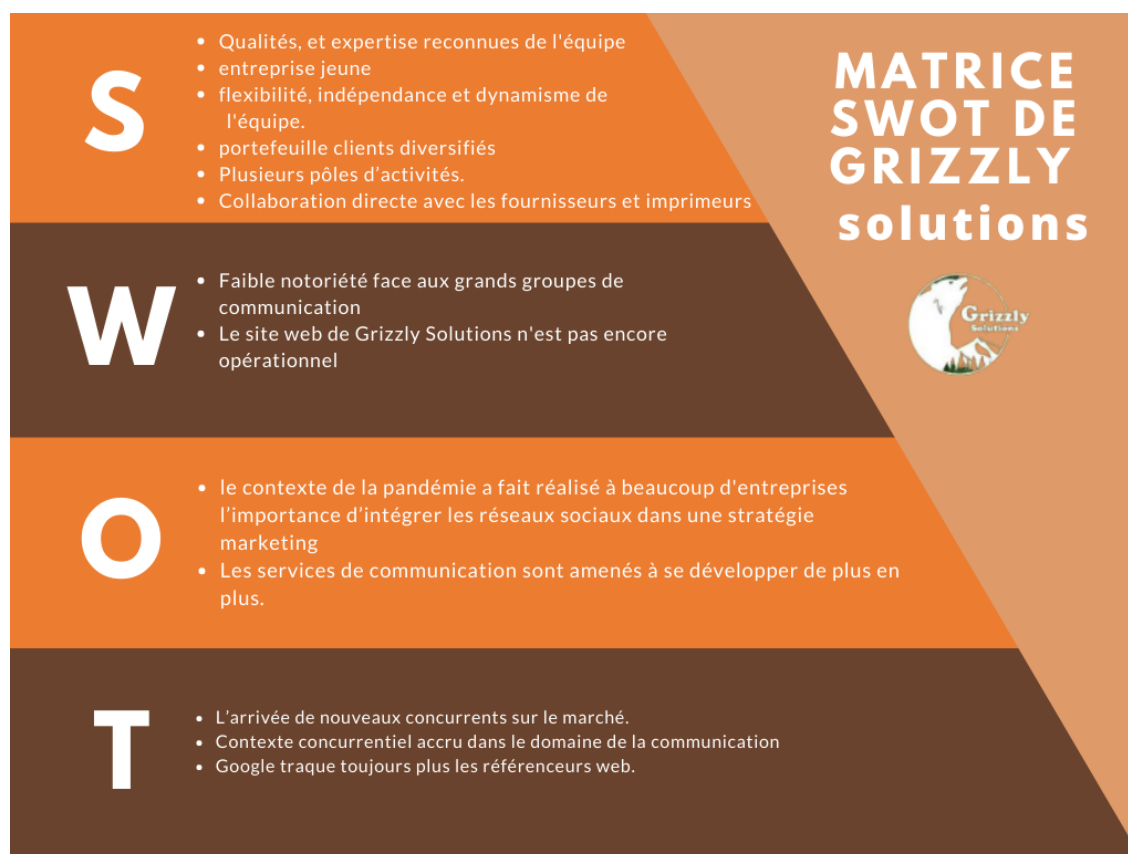 S
• Qualités, et expertise reconnues de l'équipe
• entreprise jeune
• flexibilité, indépendance et dynamisme de
l'équipe.
• portefeuille clients diversifiés
• Plusieurs pôles d’activités.
• Collaboration directe avec les fournisseurs et imprimeurs
MATRICE
SWOT DE
GRIZZLY
solutions
Grizzly
Solutions
W
• Faible notoriété face aux grands groupes de
communication
• Le site web de Grizzly Solutions n'est pas encore
opérationnel
O
• le contexte de la pandémie a fait réalisé à beaucoup d'entreprises
l’importance d’intégrer les réseaux sociaux dans une stratégie
marketing
• Les services de communication sont amenés à se développer de plus en
plus.
T
• L’arrivée de nouveaux concurrents sur le marché.
• Contexte concurrentiel accru dans le domaine de la communication
• Google traque toujours plus les référenceurs web.